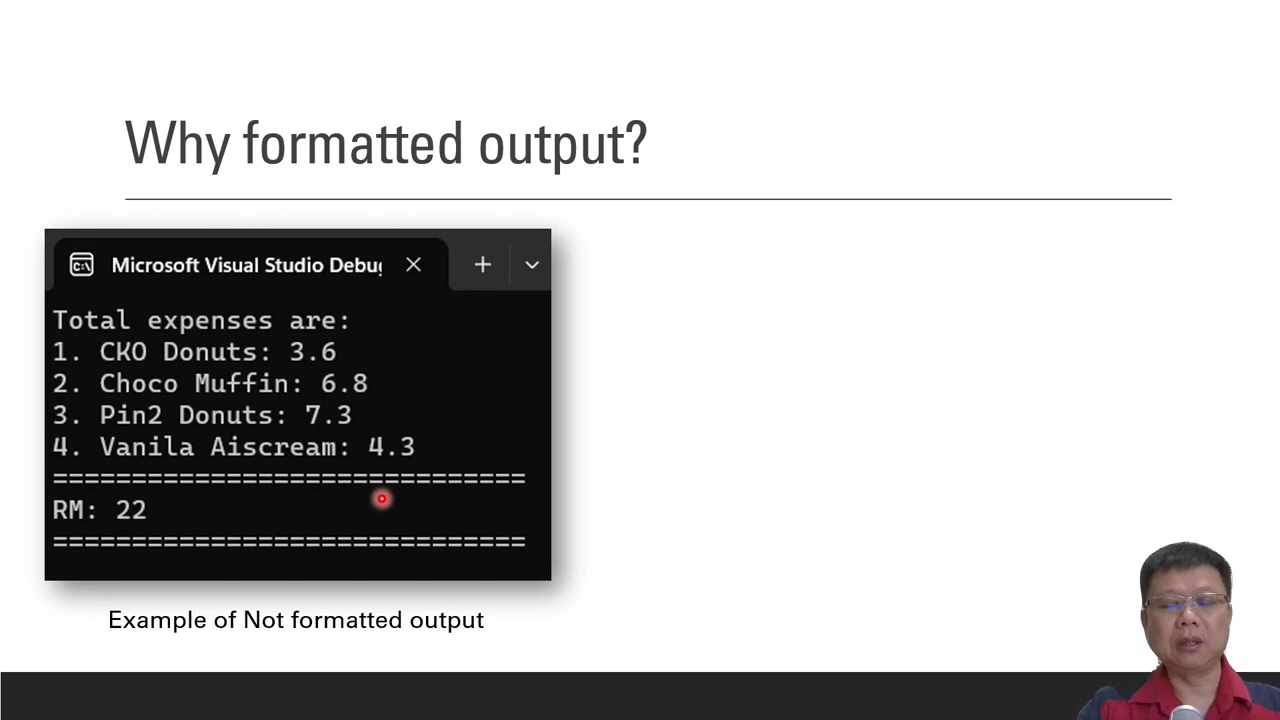 Why formatted output?
Microsoft Visual Studio Debug
Total expenses are:
1. CKO Donuts: 3.6
2. Choco Muffin: 6.8
3. Pin2 Donuts: 7.3
4. Vanila Aiscream: 4.3
==============================
RM: 22
==============================
Example of Not formatted output